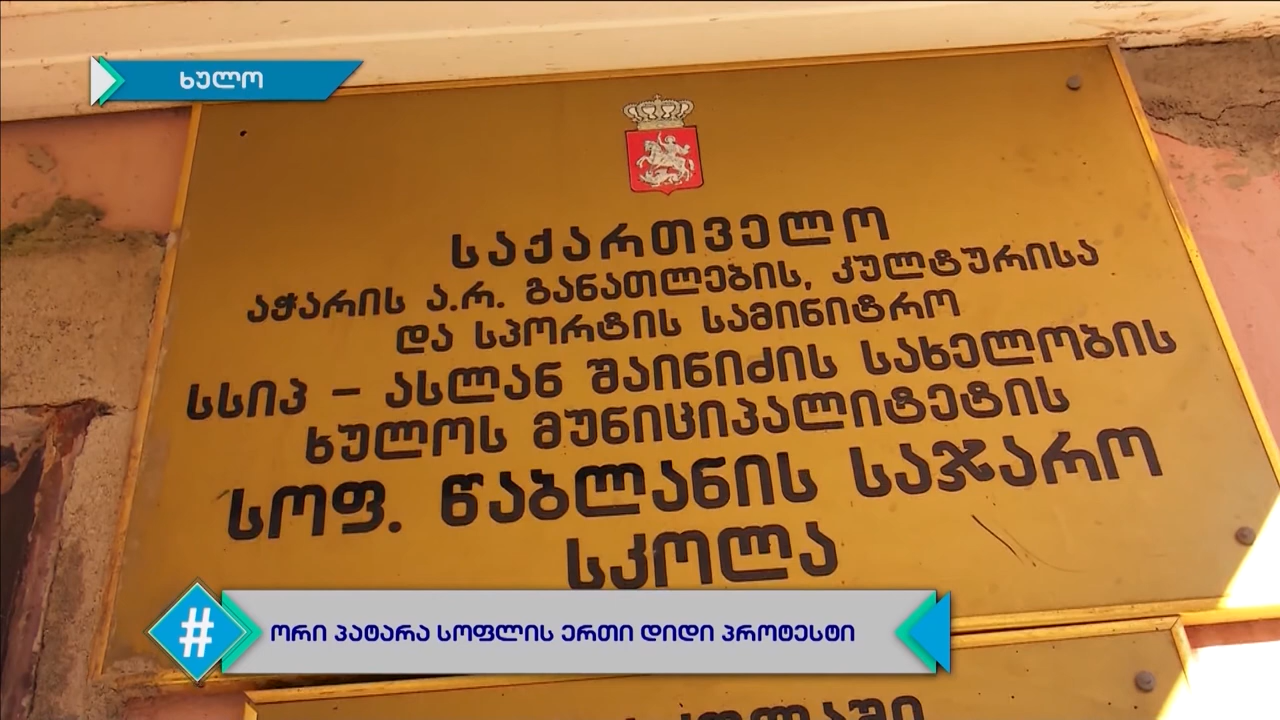 ხულო
საქართველო
აჭარის ა.რ. განათლების, კულტურისა
და სპორტის სამინიტრო
სსიპ – ასლან შაინიძის სახელობის
ხულოს მუნიციპალიტეტის
სოფ. წაბლანის საჯარო
სკოლა
# ორი პატარა სოფლის ერთი დიდი პროტესტი